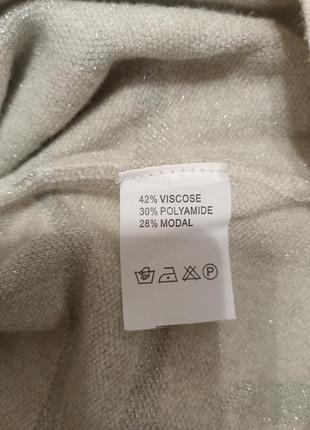 42% VISCOSE
30% POLYAMIDE
28% MODAL
P